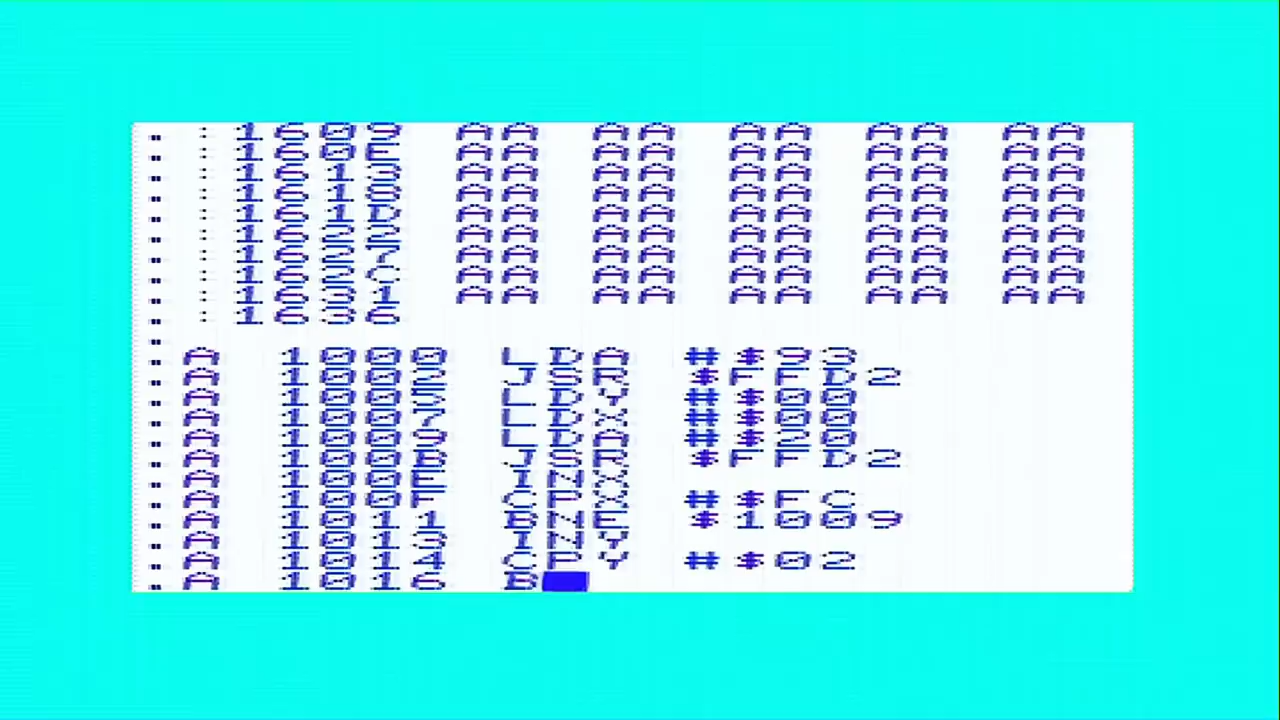 . : 1609 AA AA AA AA AA
. : 160E AA AA AA AA AA
. : 1613 AA AA AA AA AA
. : 1618 AA AA AA AA AA
. : 161D AA AA AA AA AA
. : 1622 AA AA AA AA AA
. : 1627 AA AA AA AA AA
. : 162C AA AA AA AA AA
. : 1631 AA AA AA AA AA
. : 1636
.
. A 1000 LDA #$93
. A 1002 JSR $FFD2
. A 1005 LDY #$00
. A 1007 LDX #$00
. A 1009 LDA #$20
. A 100B JSR $FFD2
. A 100E INX
. A 100F CPX #$FC
. A 1011 BNE $1009
. A 1013 INY
. A 1014 CPY #$02
. A 1016 B